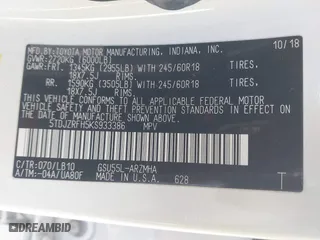 MFD. BY: TOYOTA MOTOR MANUFACTURING, INDIANA, INC. 10/18
GVWR: 2720KG (6000LB)
GAWR: FRT. 1345KG (2955LB) WITH 245/60R18 TIRES,
18X7.5J RIMS
RR. 1590KG (3505LB) WITH 245/60R18 TIRES,
18X7.5J RIMS
THIS VEHICLE CONFORMS TO ALL APPLICABLE FEDERAL
MOTOR VEHICLE SAFETY AND THEFT PREVENTION STANDARDS
IN EFFECT ON THE DATE OF MANUFACTURE SHOWN ABOVE.
5TDJZRFH5KS933386 MPV
C/TR:070/LB10 GSU55L-ARZMHA
A/TM:-04A/UA80F MADE IN U.S.A. 628